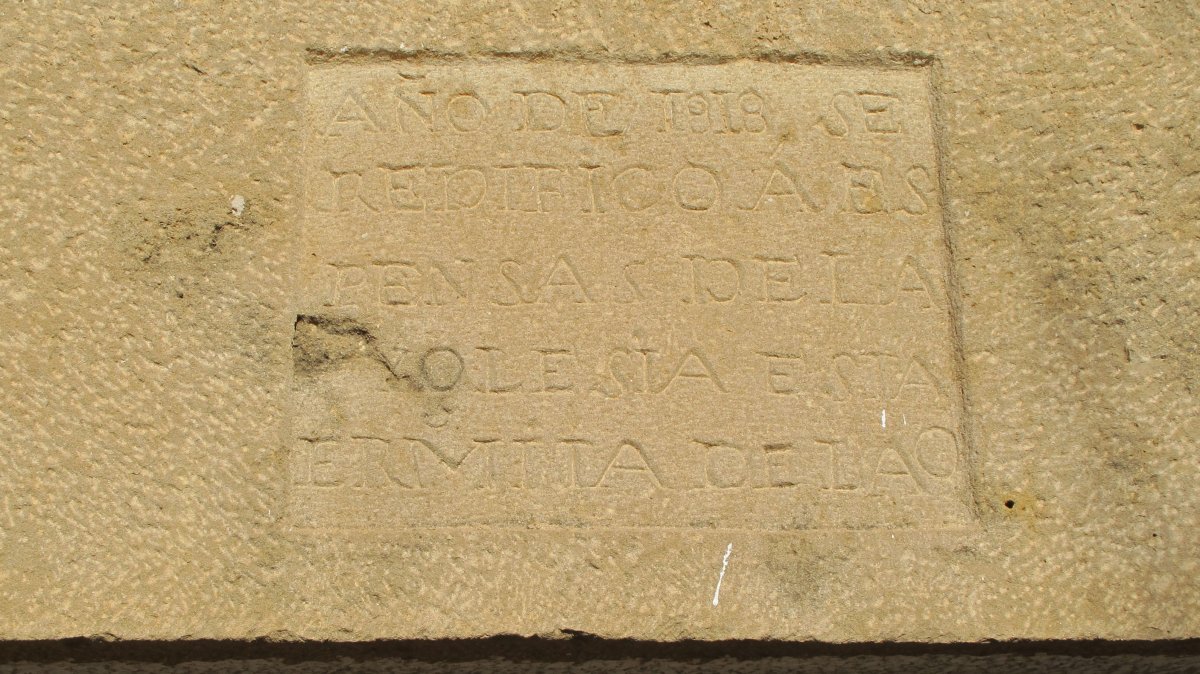 AÑO DE 1818 SE
REDIFICO A ES
PENSAS DE LA
YGLESIA ESTA
ERMITA DE LA O